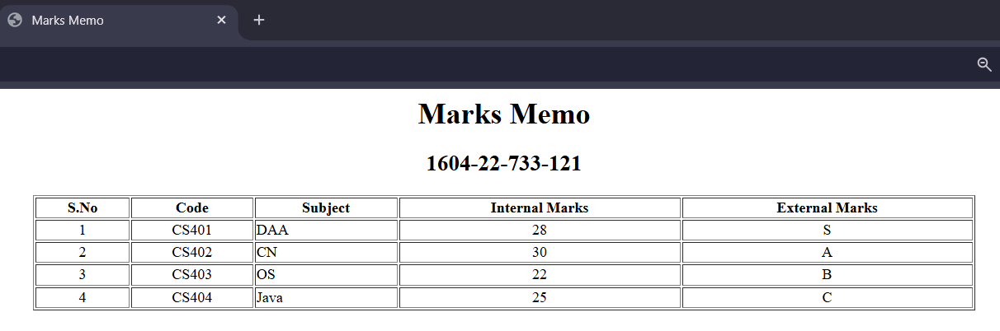 Marks Memo
Marks Memo
1604-22-733-121
S.No Code Subject Internal Marks External Marks
1 CS401 DAA 28 S
2 CS402 CN 30 A
3 CS403 OS 22 B
4 CS404 Java 25 C